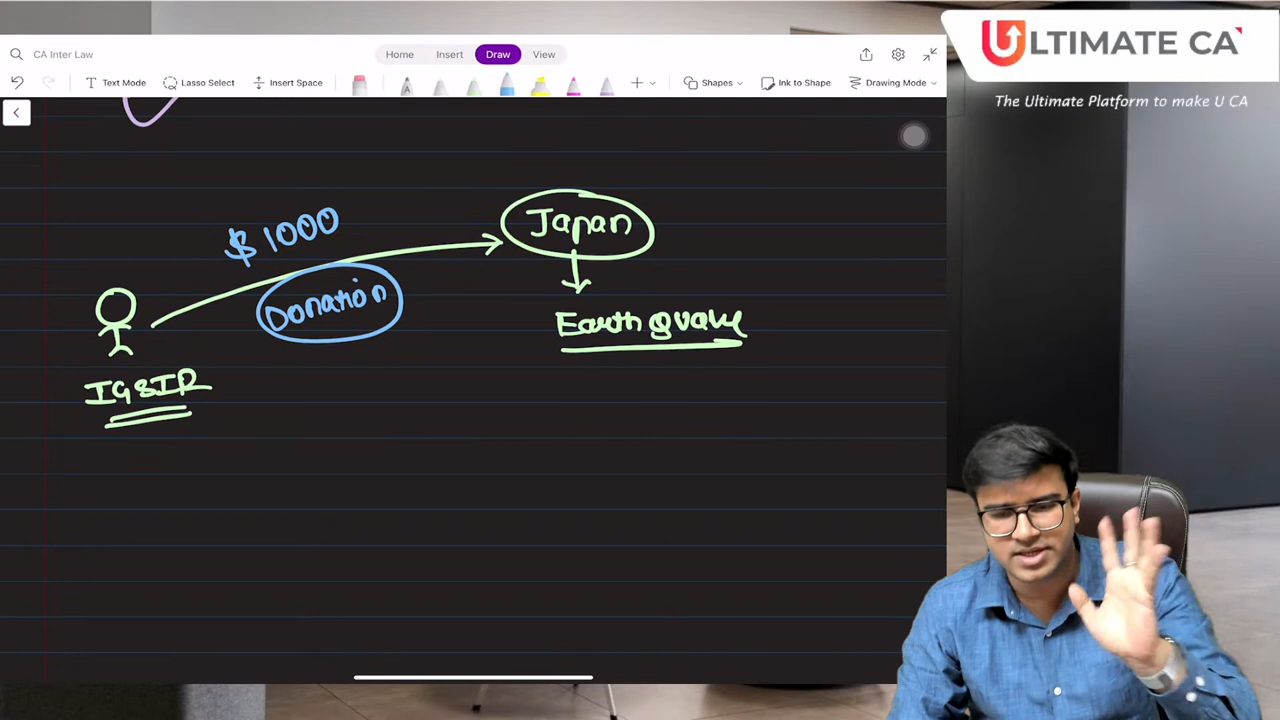 ULTIMATE CA
The Ultimate Platform to make U CA
CA Inter Law
Home Insert Draw View
Text Mode Lasso Select Insert Space Shapes Ink to Shape Drawing Mode
$1000
Japan
Donation
Earthquake